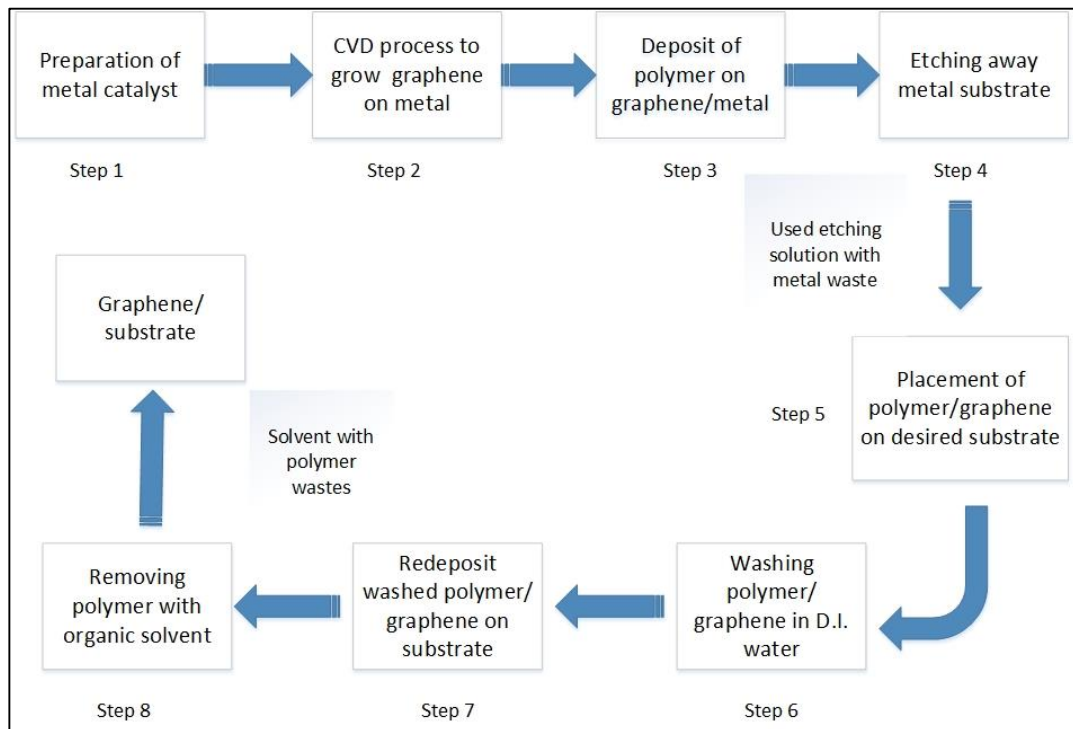 Preparation of
metal catalyst
CVD process to
grow graphene
on metal
Deposit of
polymer on
graphene/metal
Etching away
metal substrate
Step 1
Step 2
Step 3
Step 4
Used etching
solution with
metal waste
Graphene/
substrate
Placement of
polymer/graphene
on desired substrate
Step 5
Solvent with
polymer
wastes
Removing
polymer with
organic solvent
Redeposit
washed polymer/
graphene on
substrate
Washing
polymer/
graphene in D.I.
water
Step 8
Step 7
Step 6